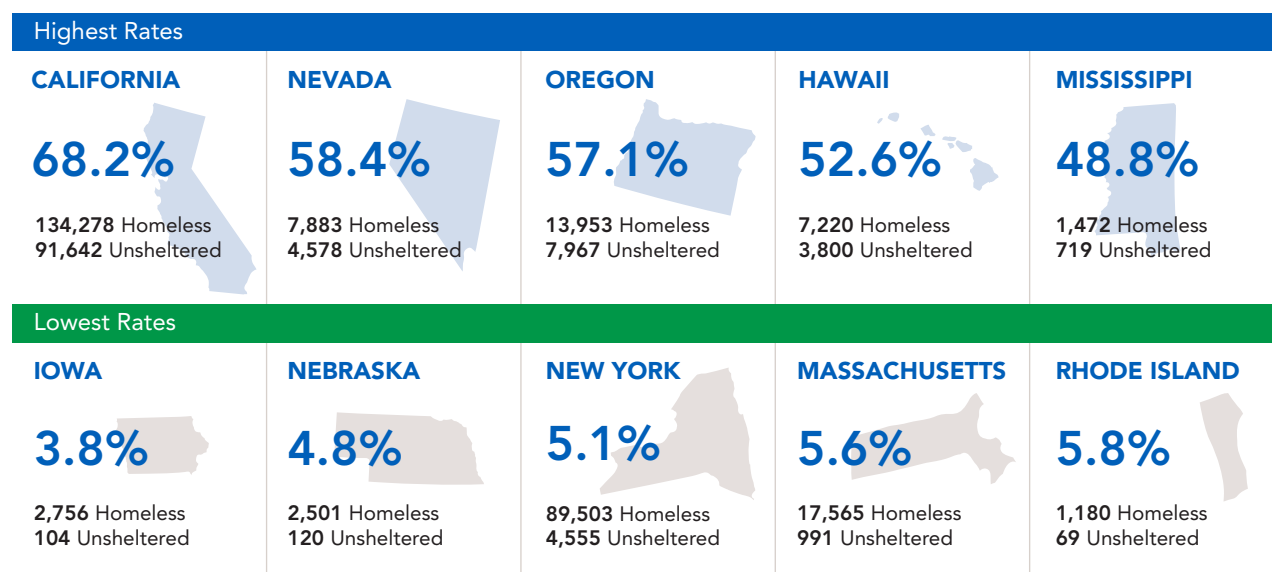 Highest Rates
CALIFORNIA
68.2%
134,278 Homeless
91,642 Unsheltered
NEVADA
58.4%
7,883 Homeless
4,578 Unsheltered
OREGON
57.1%
13,953 Homeless
7,967 Unsheltered
HAWAII
52.6%
7,220 Homeless
3,800 Unsheltered
MISSISSIPPI
48.8%
1,472 Homeless
719 Unsheltered
Lowest Rates
IOWA
3.8%
2,756 Homeless
104 Unsheltered
NEBRASKA
4.8%
2,501 Homeless
120 Unsheltered
NEW YORK
5.1%
89,503 Homeless
4,555 Unsheltered
MASSACHUSETTS
5.6%
17,565 Homeless
991 Unsheltered
RHODE ISLAND
5.8%
1,180 Homeless
69 Unsheltered